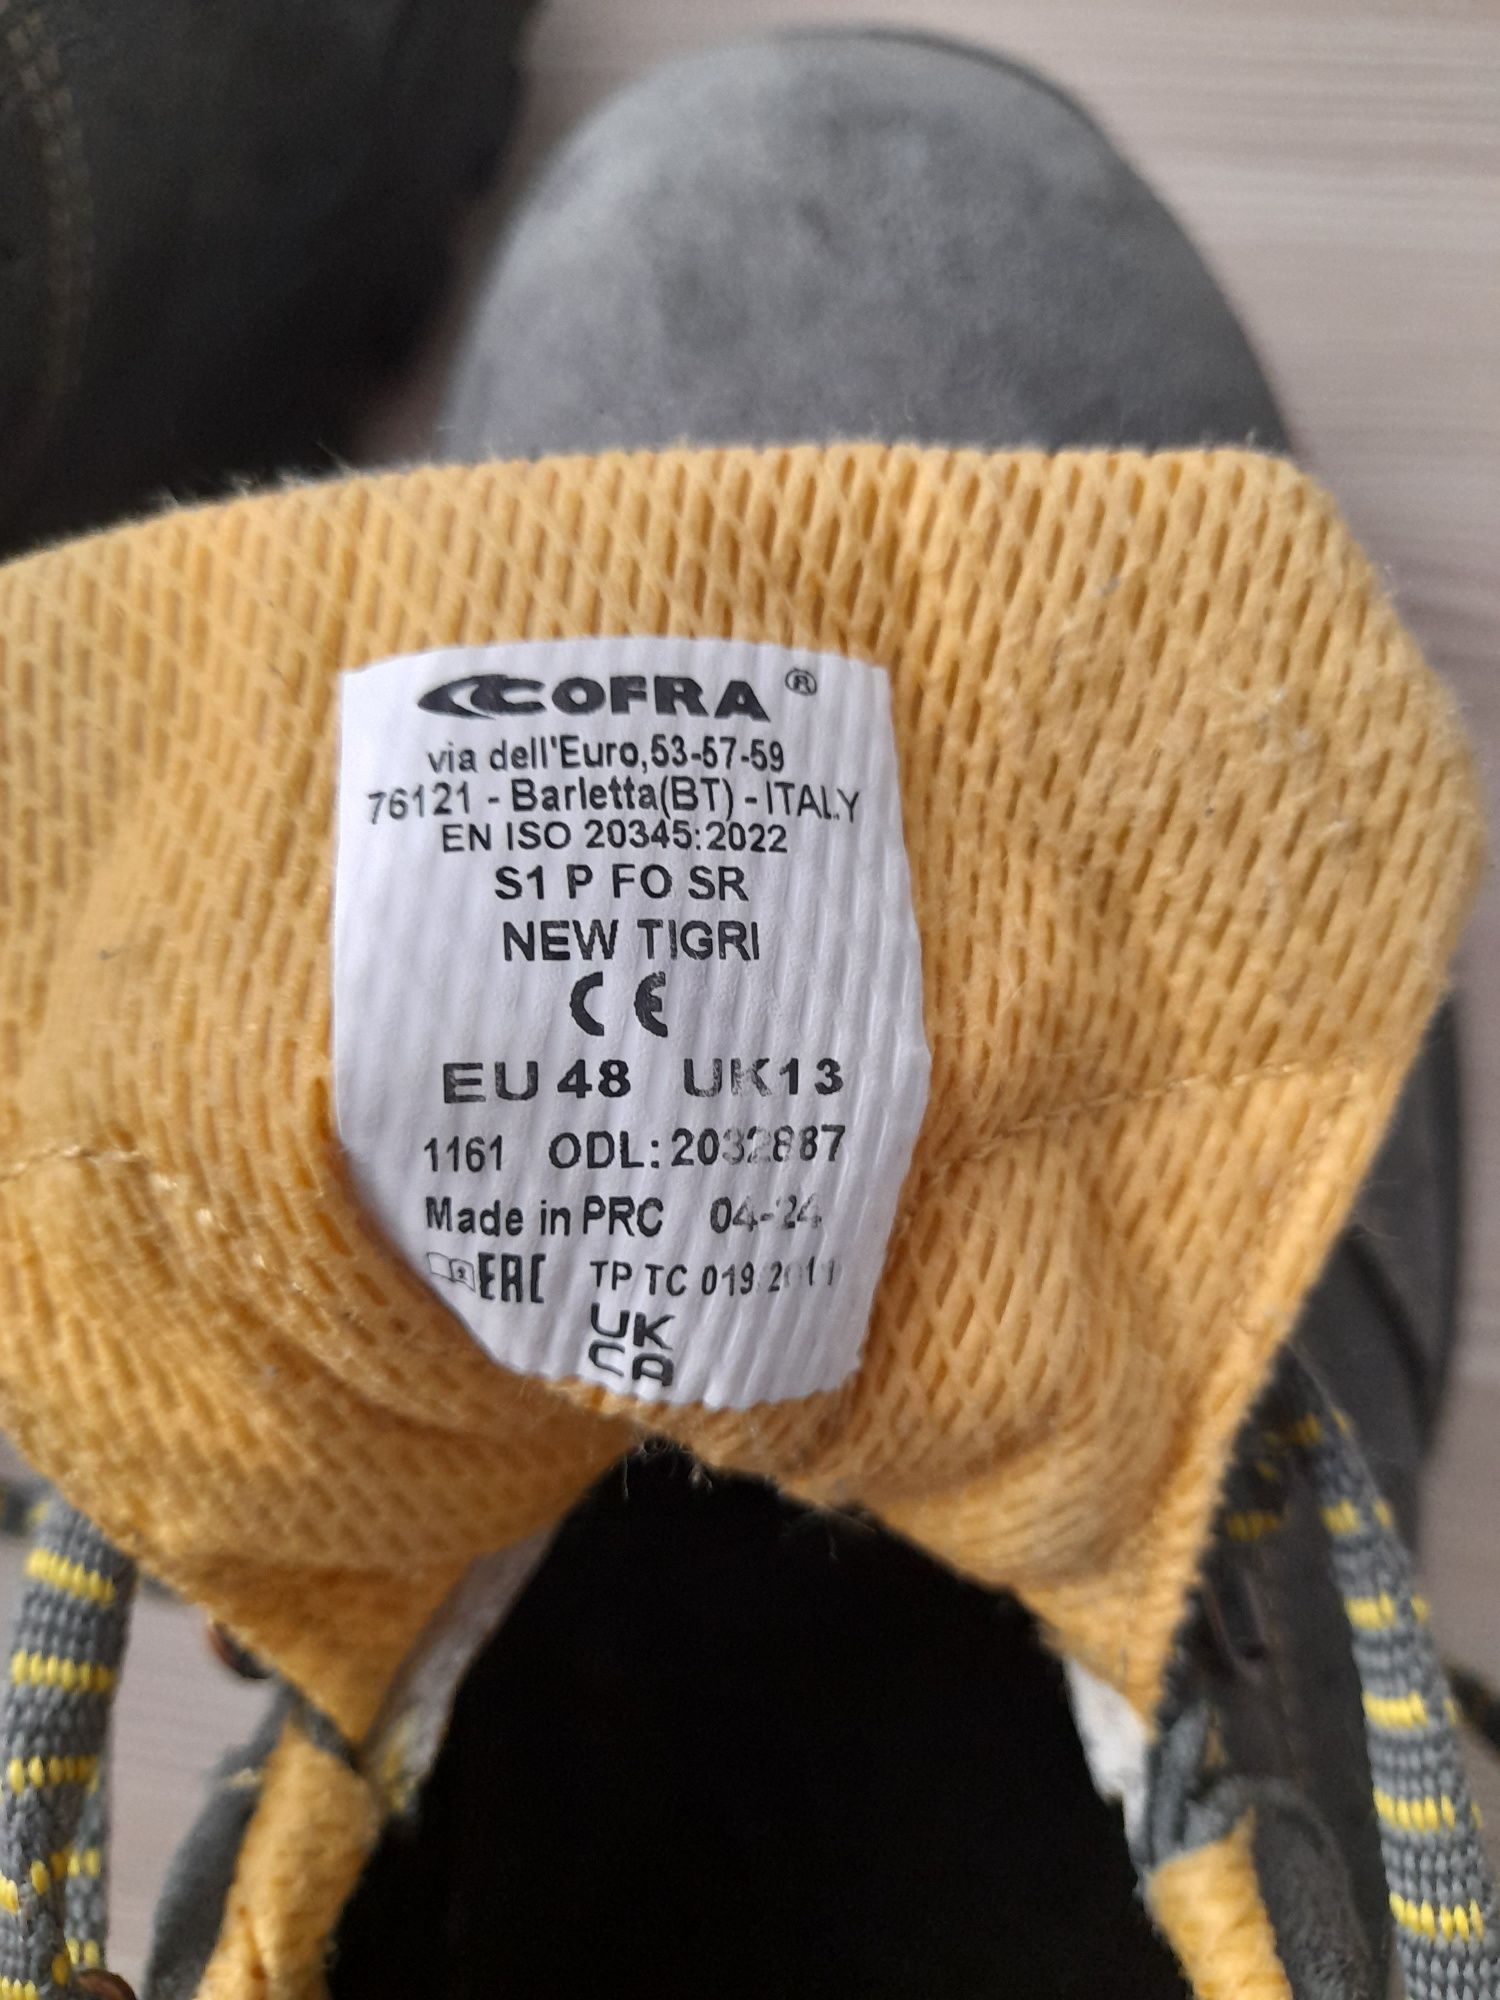 COFRA ®
via dell'Euro,53-57-59
76121 - Barletta(BT) - ITALY
EN ISO 20345:2022
S1 P FO SR
NEW TIGRI
CE
EU 48 UK13
1161 ODL: 2032887
Made in PRC 04-24
EAC TP TC 019 2011
UK
CA